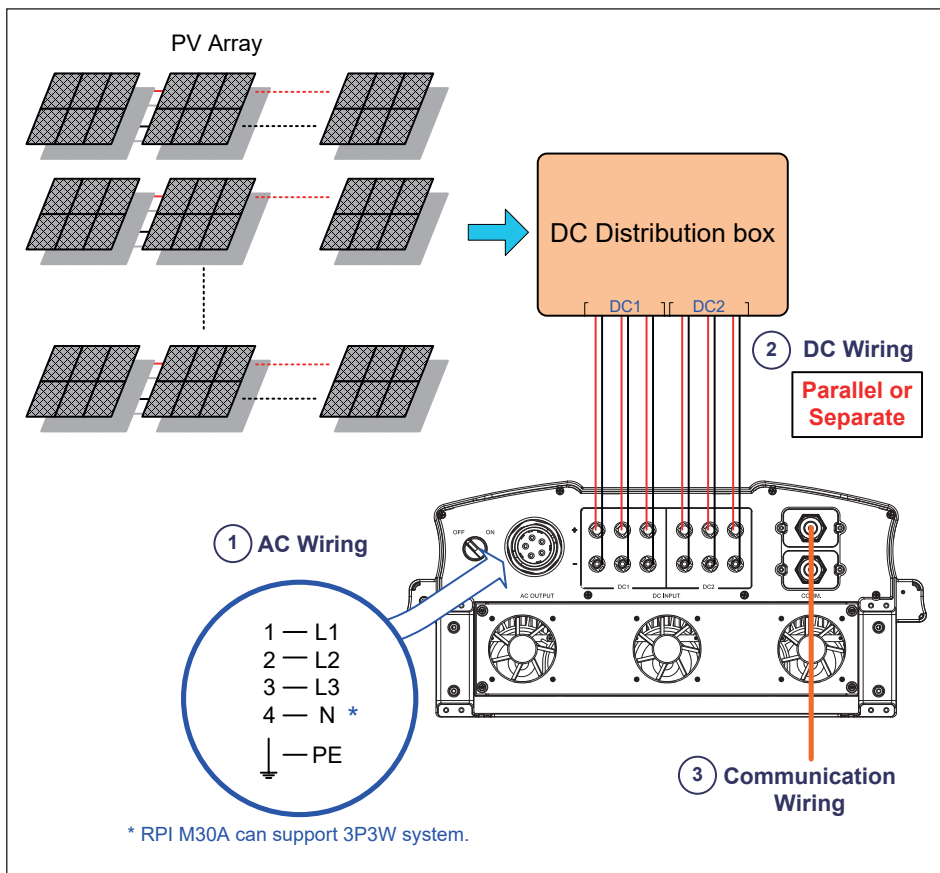 PV Array
DC Distribution box
DC1 DC2
2 DC Wiring
Parallel or
Separate
1 AC Wiring
OFF ON
+
-
DC1 DC2
AC OUTPUT DC INPUT COMM.
1 — L1
2 — L2
3 — L3
4 — N *
— PE
3 Communication
Wiring
* RPI M30A can support 3P3W system.